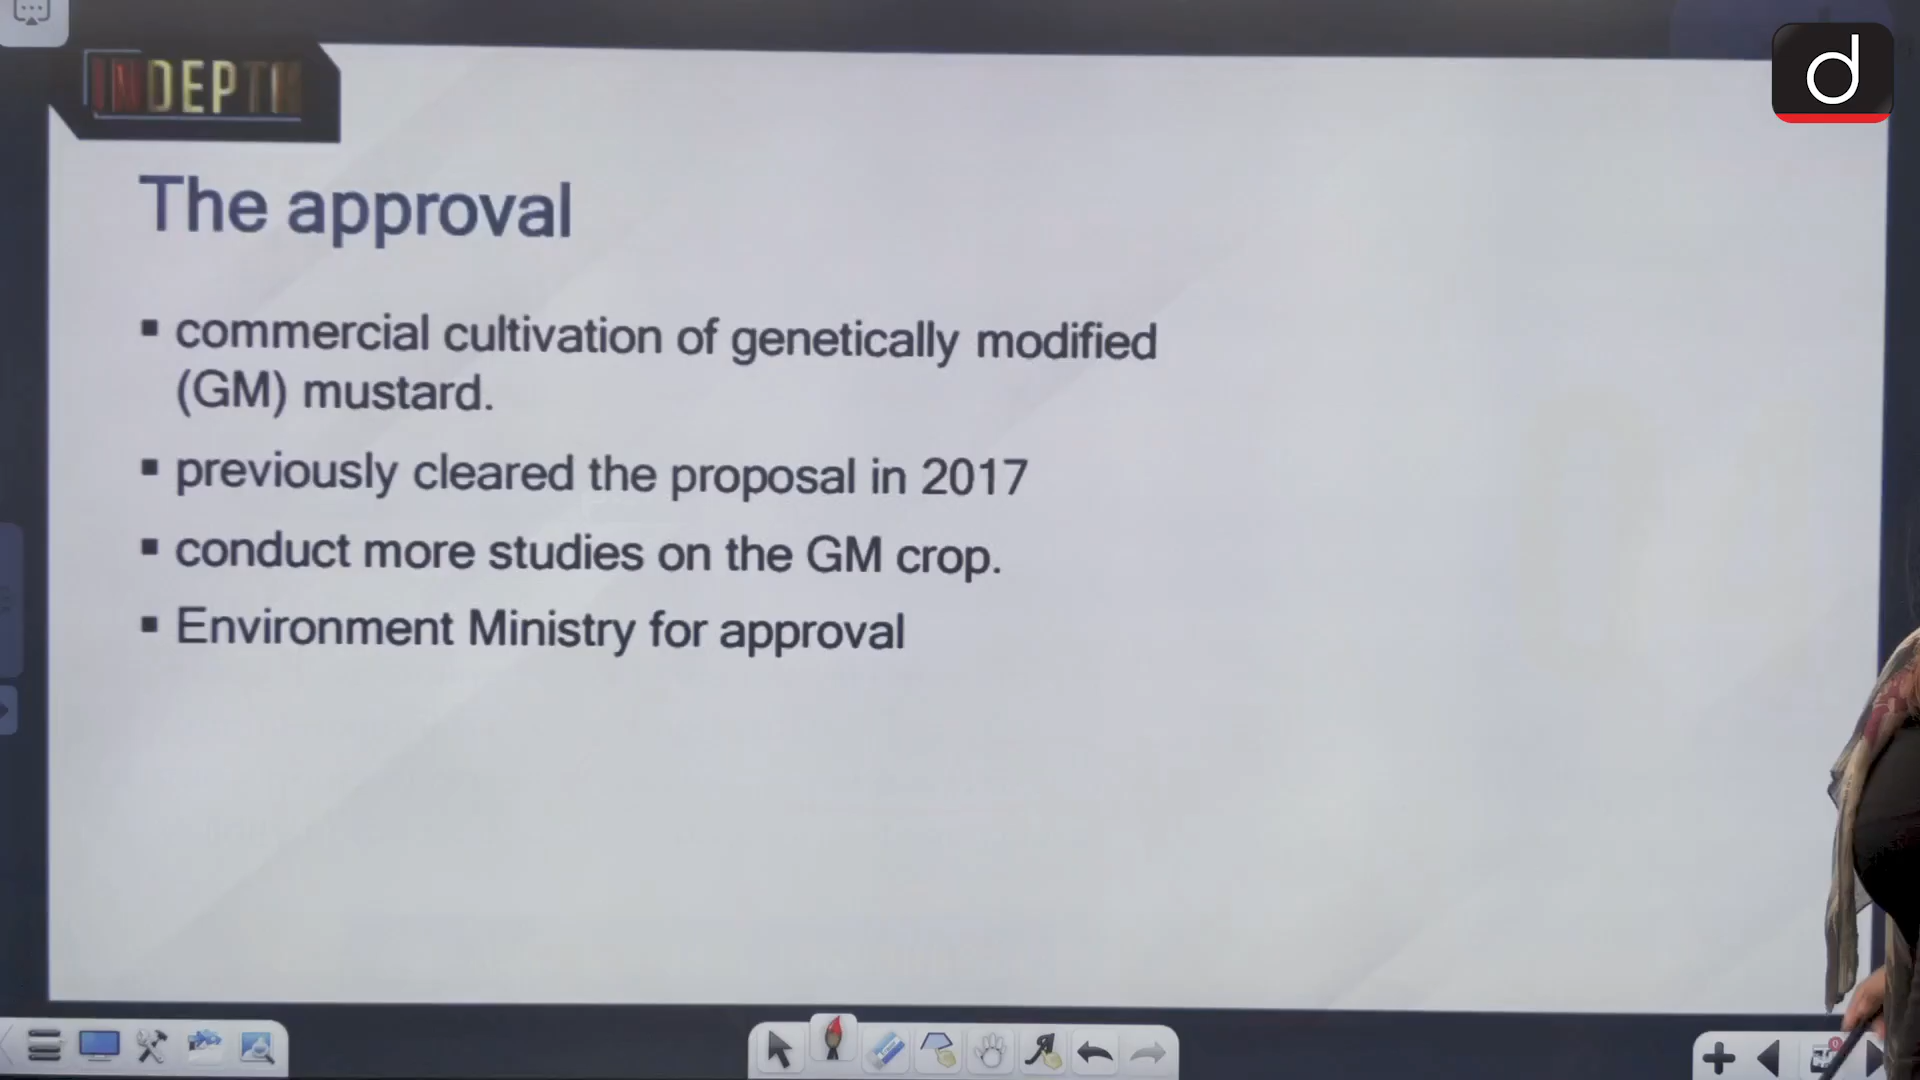 INDEPTH
d
The approval
▪ commercial cultivation of genetically modified
(GM) mustard.
▪ previously cleared the proposal in 2017
▪ conduct more studies on the GM crop.
▪ Environment Ministry for approval